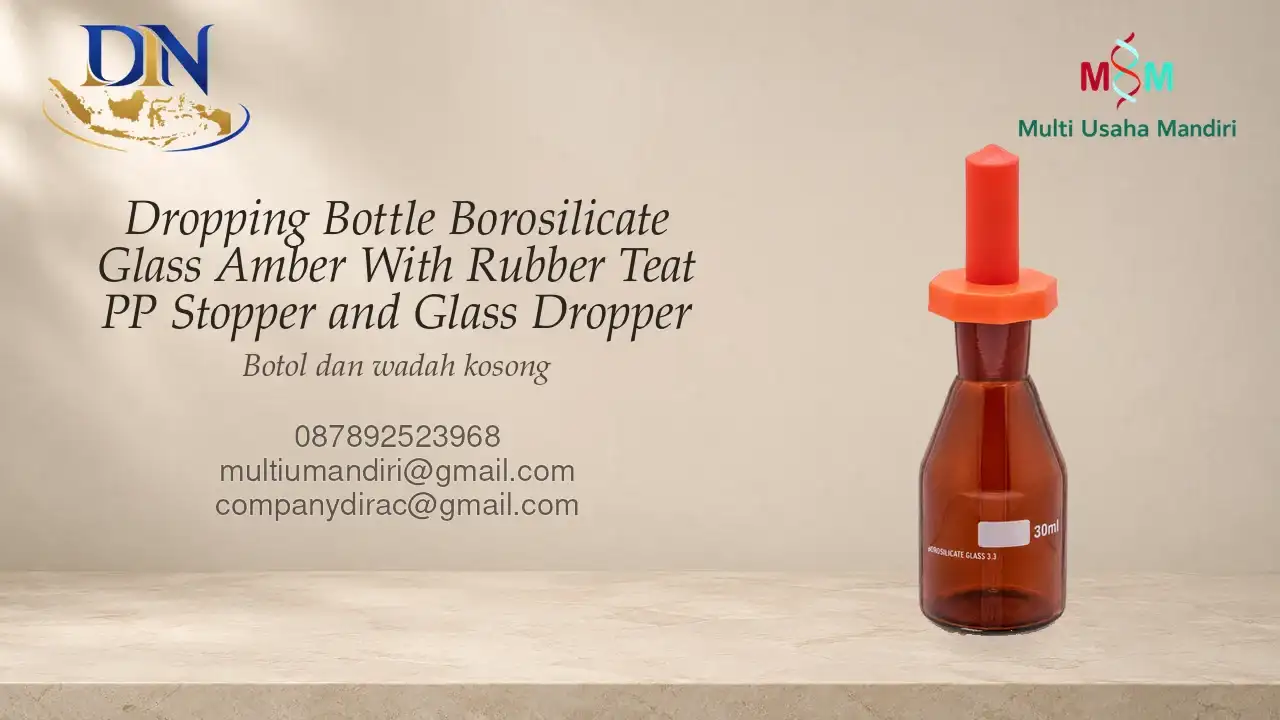 DN
MSM
Multi Usaha Mandiri
Dropping Bottle Borosilicate
Glass Amber With Rubber Teat
PP Stopper and Glass Dropper
Botol dan wadah kosong
087892523968
multiumandiri@gmail.com
companydirac@gmail.com
30ml
BOROSILICATE GLASS 3.3